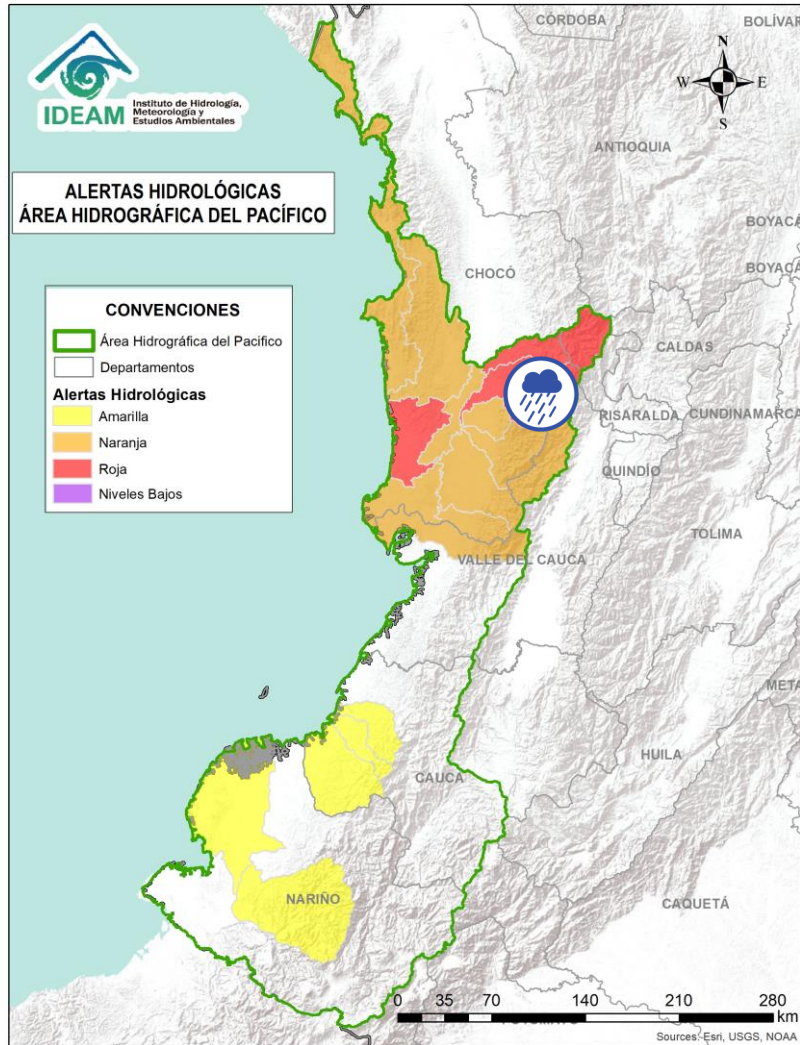 CÓRDOBA
BOLÍVAR
N
W
E
S
IDEAM
Instituto de Hidrología,
Meteorología y
Estudios Ambientales
ANTIOQUIA
ALERTAS HIDROLÓGICAS
ÁREA HIDROGRÁFICA DEL PACÍFICO
BOYACÁ
BOYACÁ
CHOCÓ
CONVENCIONES
Área Hidrográfica del Pacifico
Departamentos
Alertas Hidrológicas
Amarilla
Naranja
Roja
Niveles Bajos
CALDAS
RISARALDA
CUNDINAMARCA
QUINDÍO
TOLIMA
VALLE DEL CAUCA
META
HUILA
CAUCA
NARIÑO
CAQUETÁ
0 35 70 140 210 280
km
Sources: Esri, USGS, NOAA